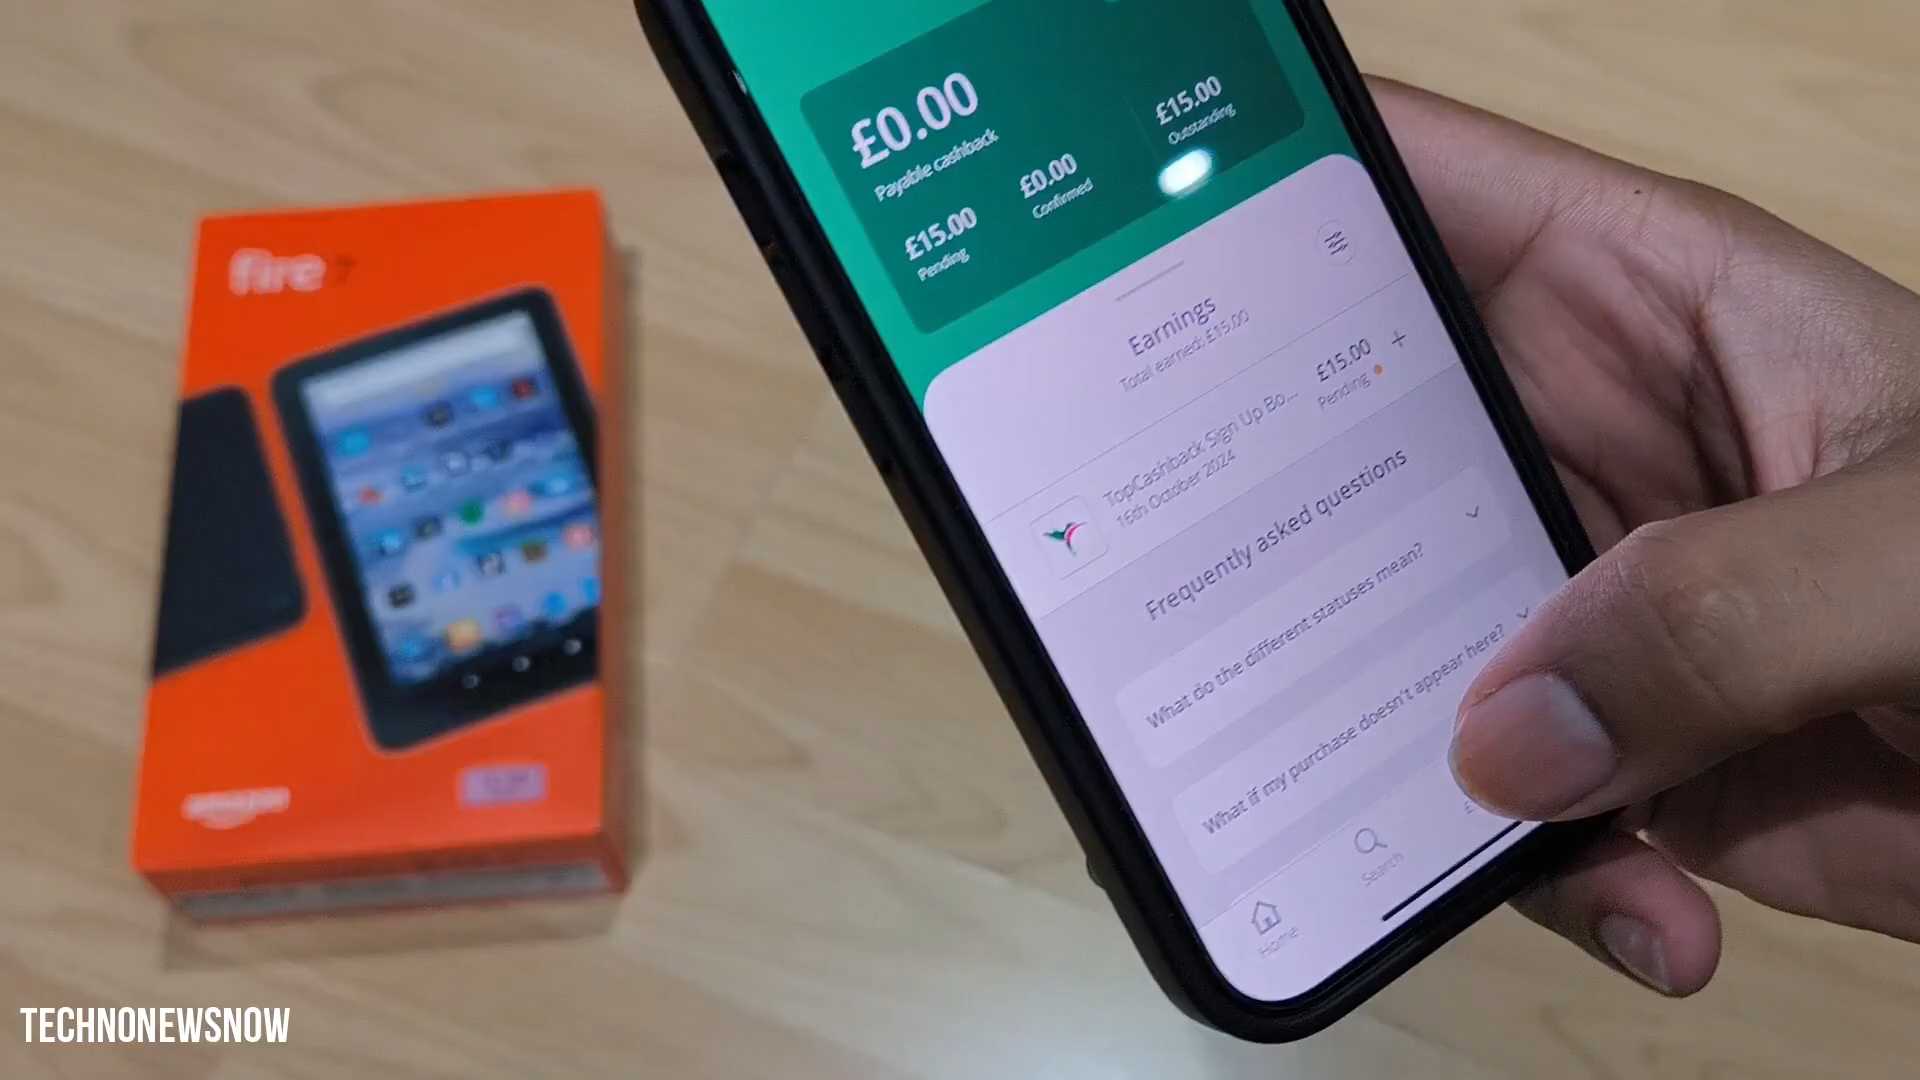 fire 7
amazon
£0.00
Payable cashback
£15.00
Outstanding
£0.00
Confirmed
£15.00
Pending
Earnings
Total earned: £15.00
TopCashback Sign Up Bo...
16th October 2024
£15.00
Pending
Frequently asked questions
What do the different statuses mean?
What if my purchase doesn't appear here?
Home
Search
TECHNONEWSNOW